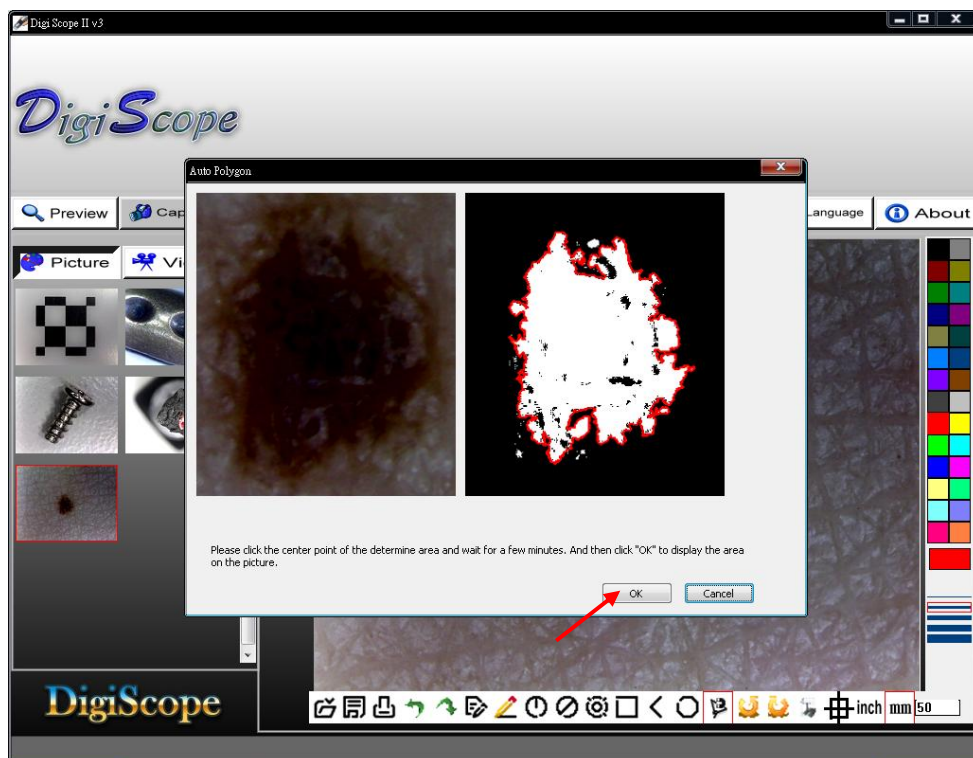 Digi Scope II v3
DigiScope
Auto Polygon
Preview
Cap
anguage
About
Picture
Vi
Please click the center point of the determine area and wait for a few minutes. And then click "OK" to display the area
on the picture.
OK
Cancel
DigiScope
inch
mm
50